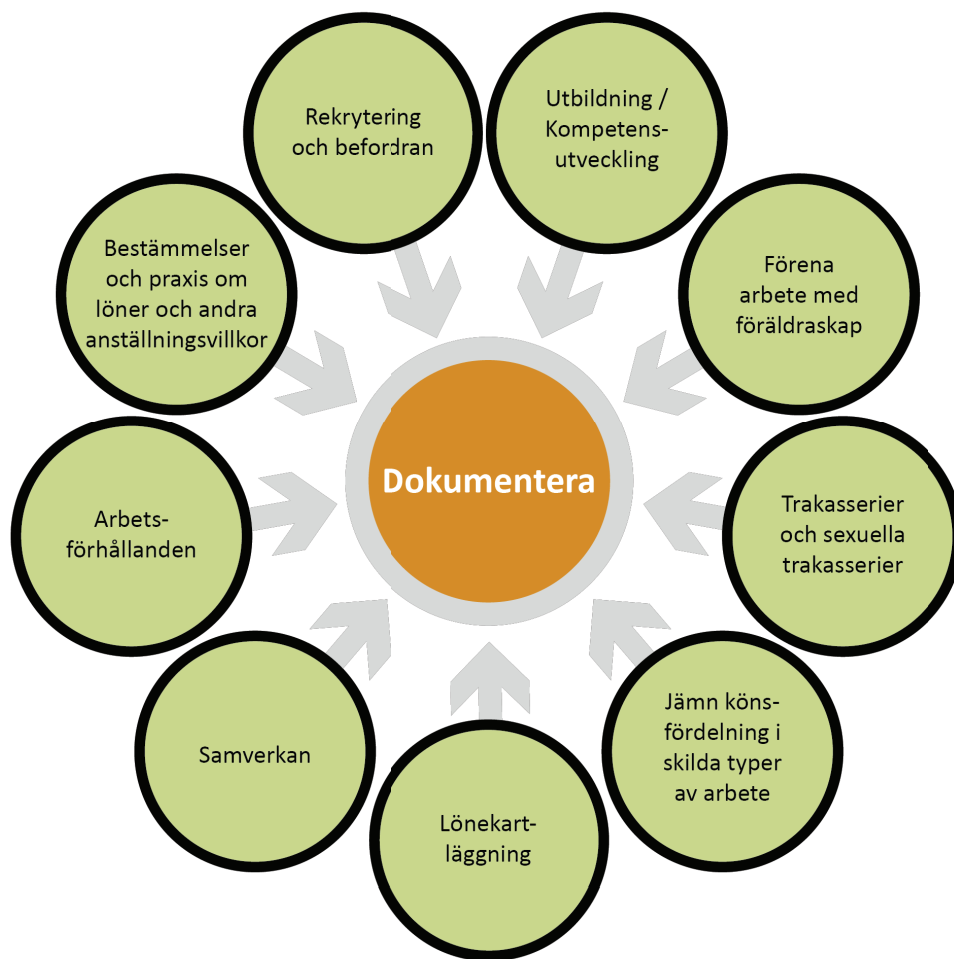 Rekrytering
och befordran
Utbildning /
Kompetens-
utveckling
Bestämmelser
och praxis om
löner och andra
anställningsvillkor
Förena
arbete med
föräldraskap
Dokumentera
Arbets-
förhållanden
Trakasserier
och sexuella
trakasserier
Samverkan
Jämn köns-
fördelning i
skilda typer
av arbete
Lönekart-
läggning